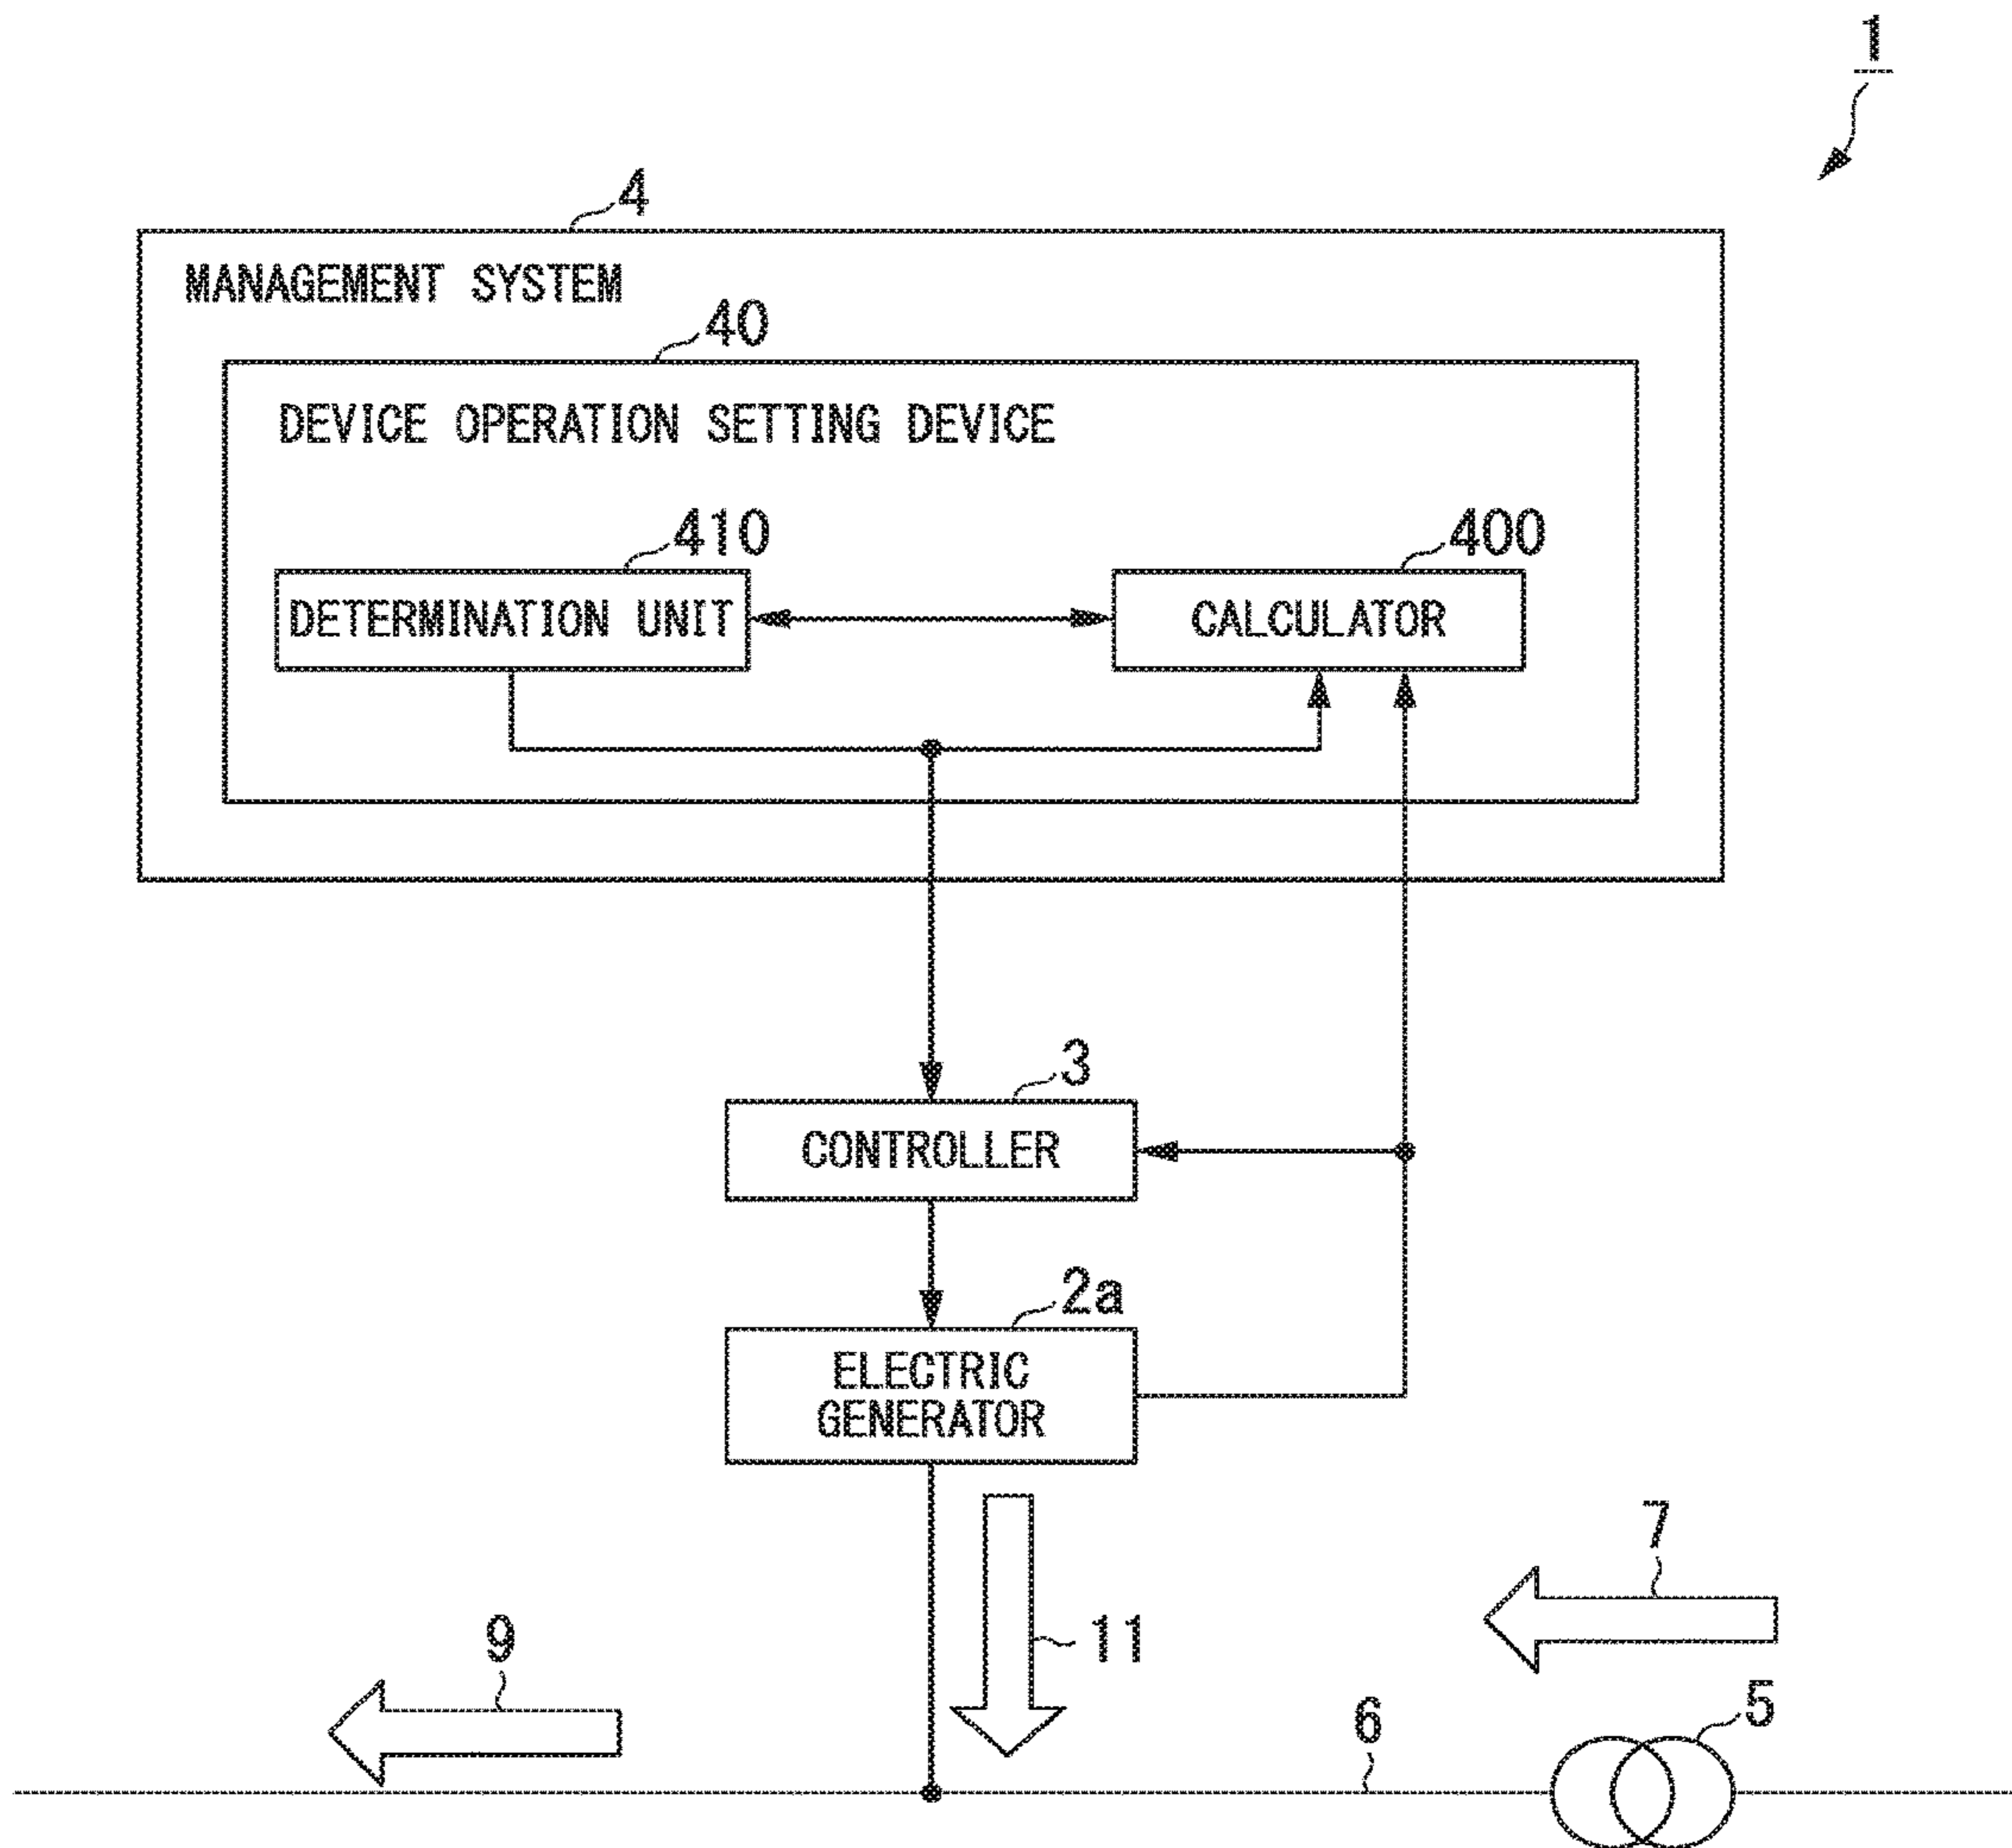 1
4
MANAGEMENT SYSTEM
40
DEVICE OPERATION SETTING DEVICE
410
400
DETERMINATION UNIT
CALCULATOR
3
CONTROLLER
2a
ELECTRIC
GENERATOR
7
9
11
6
5